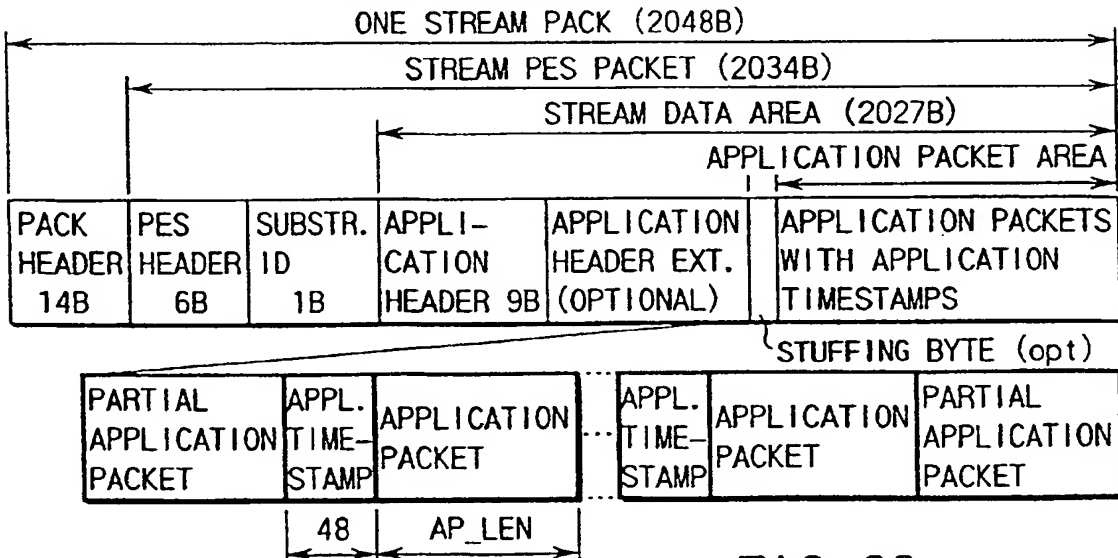 ONE STREAM PACK (2048B)
STREAM PES PACKET (2034B)
STREAM DATA AREA (2027B)
APPLICATION PACKET AREA
PACK
HEADER
14B
PES
HEADER
6B
SUBSTR.
ID
1B
APPLI-
CATION
HEADER 9B
APPLICATION
HEADER EXT.
(OPTIONAL)
APPLICATION PACKETS
WITH APPLICATION
TIMESTAMPS
STUFFING BYTE (opt)
PARTIAL
APPLICATION
PACKET
APPL.
TIME-
STAMP
APPLICATION
PACKET
APPL.
TIME-
STAMP
APPLICATION
PACKET
PARTIAL
APPLICATION
PACKET
48
AP_LEN